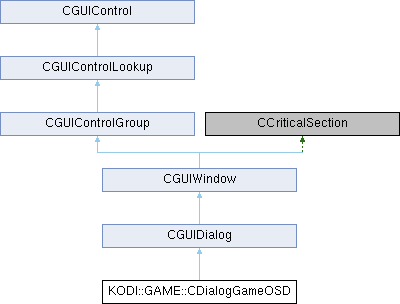 CGUIControl
CGUIControlLookup
CGUIControlGroup
CCriticalSection
CGUIWindow
CGUIDialog
KODI::GAME::CDialogGameOSD